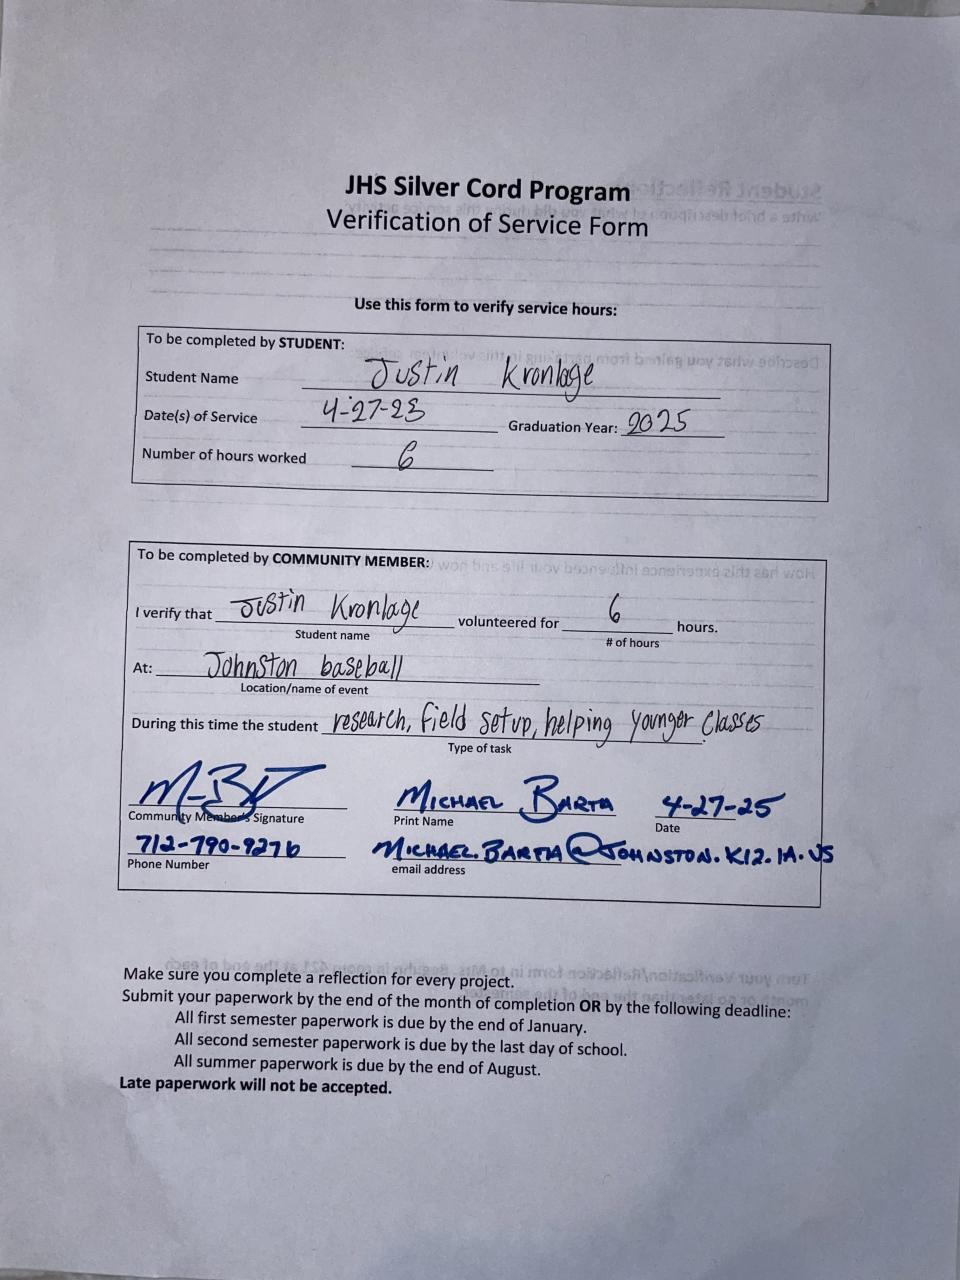 JHS Silver Cord Program
Verification of Service Form
Use this form to verify service hours:
To be completed by STUDENT:
Student Name Justin Kronlage
Date(s) of Service 4-27-23 Graduation Year: 2025
Number of hours worked 6
To be completed by COMMUNITY MEMBER:
I verify that Justin Kronlage volunteered for 6 hours.
Student name # of hours
At: Johnston baseball
Location/name of event
During this time the student research, field setup, helping younger classes
Type of task
MICHAEL BARTA 4-27-25
Community Member's Signature Print Name Date
712-790-9276 MICHAEL.BARTA@JOHNSTON.K12.IA.US
Phone Number email address
Make sure you complete a reflection for every project.
Submit your paperwork by the end of the month of completion OR by the following deadline:
All first semester paperwork is due by the end of January.
All second semester paperwork is due by the last day of school.
All summer paperwork is due by the end of August.
Late paperwork will not be accepted.